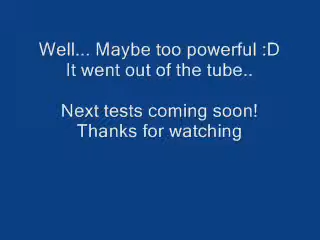 Well... Maybe too powerful :D
It went out of the tube..
Next tests coming soon!
Thanks for watching